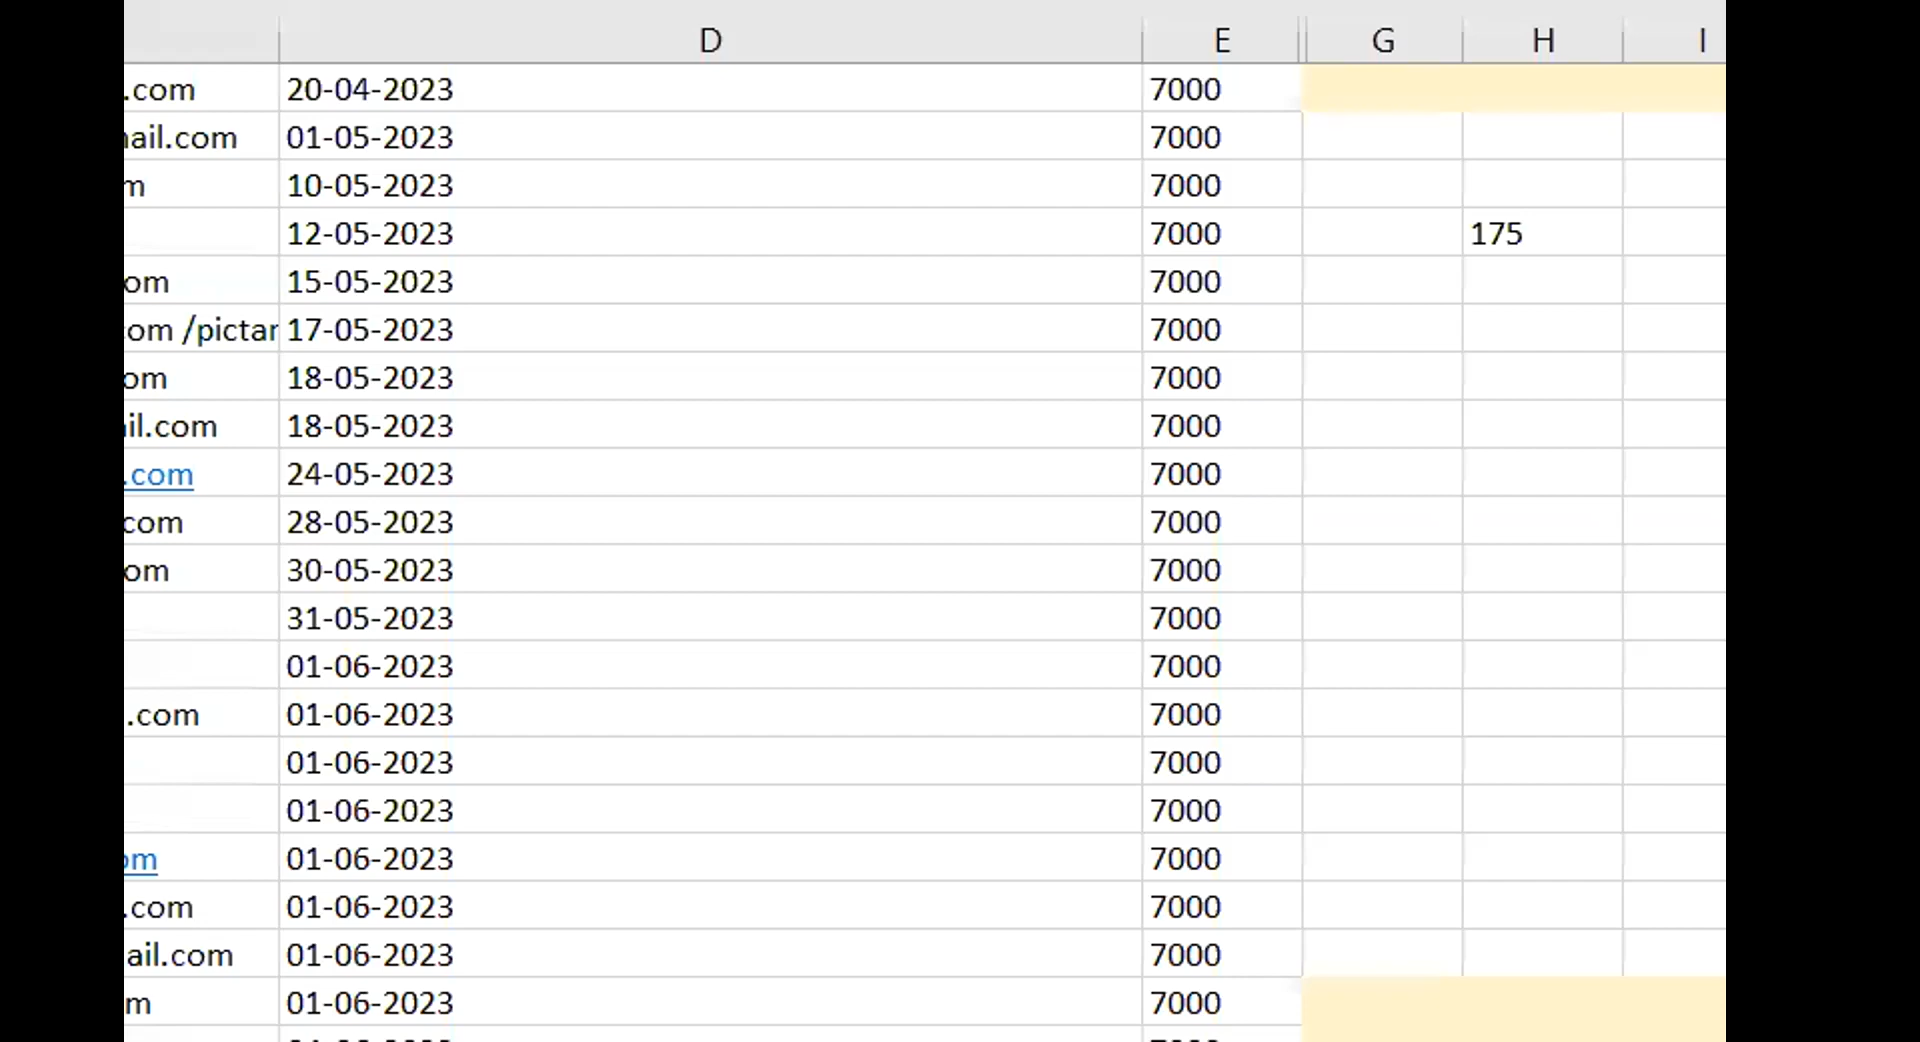 D E G H I
.com 20-04-2023 7000
ail.com 01-05-2023 7000
m 10-05-2023 7000
12-05-2023 7000 175
om 15-05-2023 7000
com /pictar 17-05-2023 7000
om 18-05-2023 7000
il.com 18-05-2023 7000
.com 24-05-2023 7000
com 28-05-2023 7000
om 30-05-2023 7000
31-05-2023 7000
01-06-2023 7000
.com 01-06-2023 7000
01-06-2023 7000
01-06-2023 7000
om 01-06-2023 7000
.com 01-06-2023 7000
ail.com 01-06-2023 7000
m 01-06-2023 7000